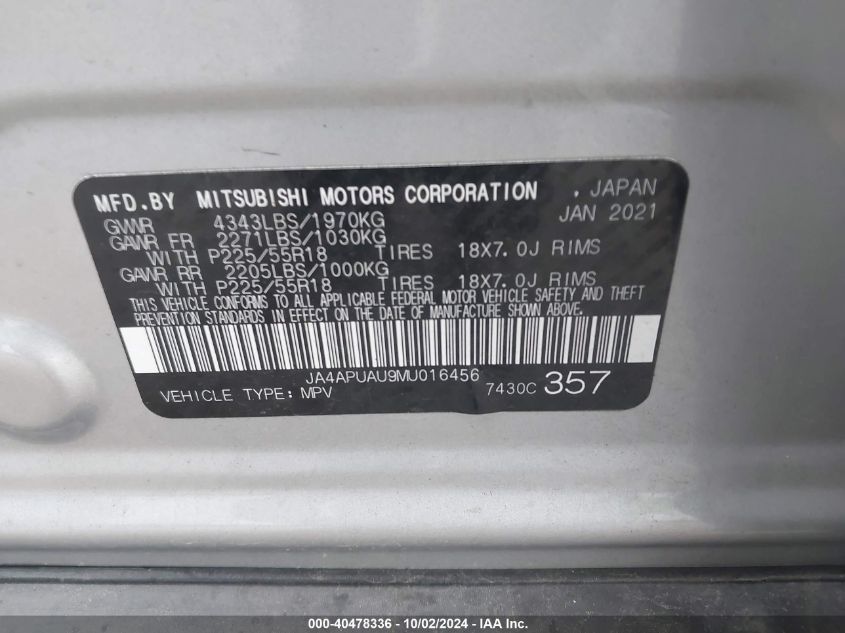 MFD.BY MITSUBISHI MOTORS CORPORATION , JAPAN
GVWR 4343LBS/1970KG JAN 2021
GAWR FR 2271LBS/1030KG
WITH P225/55R18 TIRES 18X7.0J RIMS
GAWR RR 2205LBS/1000KG
WITH P225/55R18 TIRES 18X7.0J RIMS
THIS VEHICLE CONFORMS TO ALL APPLICABLE FEDERAL MOTOR VEHICLE SAFETY AND THEFT
PREVENTION STANDARDS IN EFFECT ON THE DATE OF MANUFACTURE SHOWN ABOVE.
JA4APUAU9MU016456
VEHICLE TYPE: MPV 7430C 357
000-40478336 - 10/02/2024 - IAA Inc.